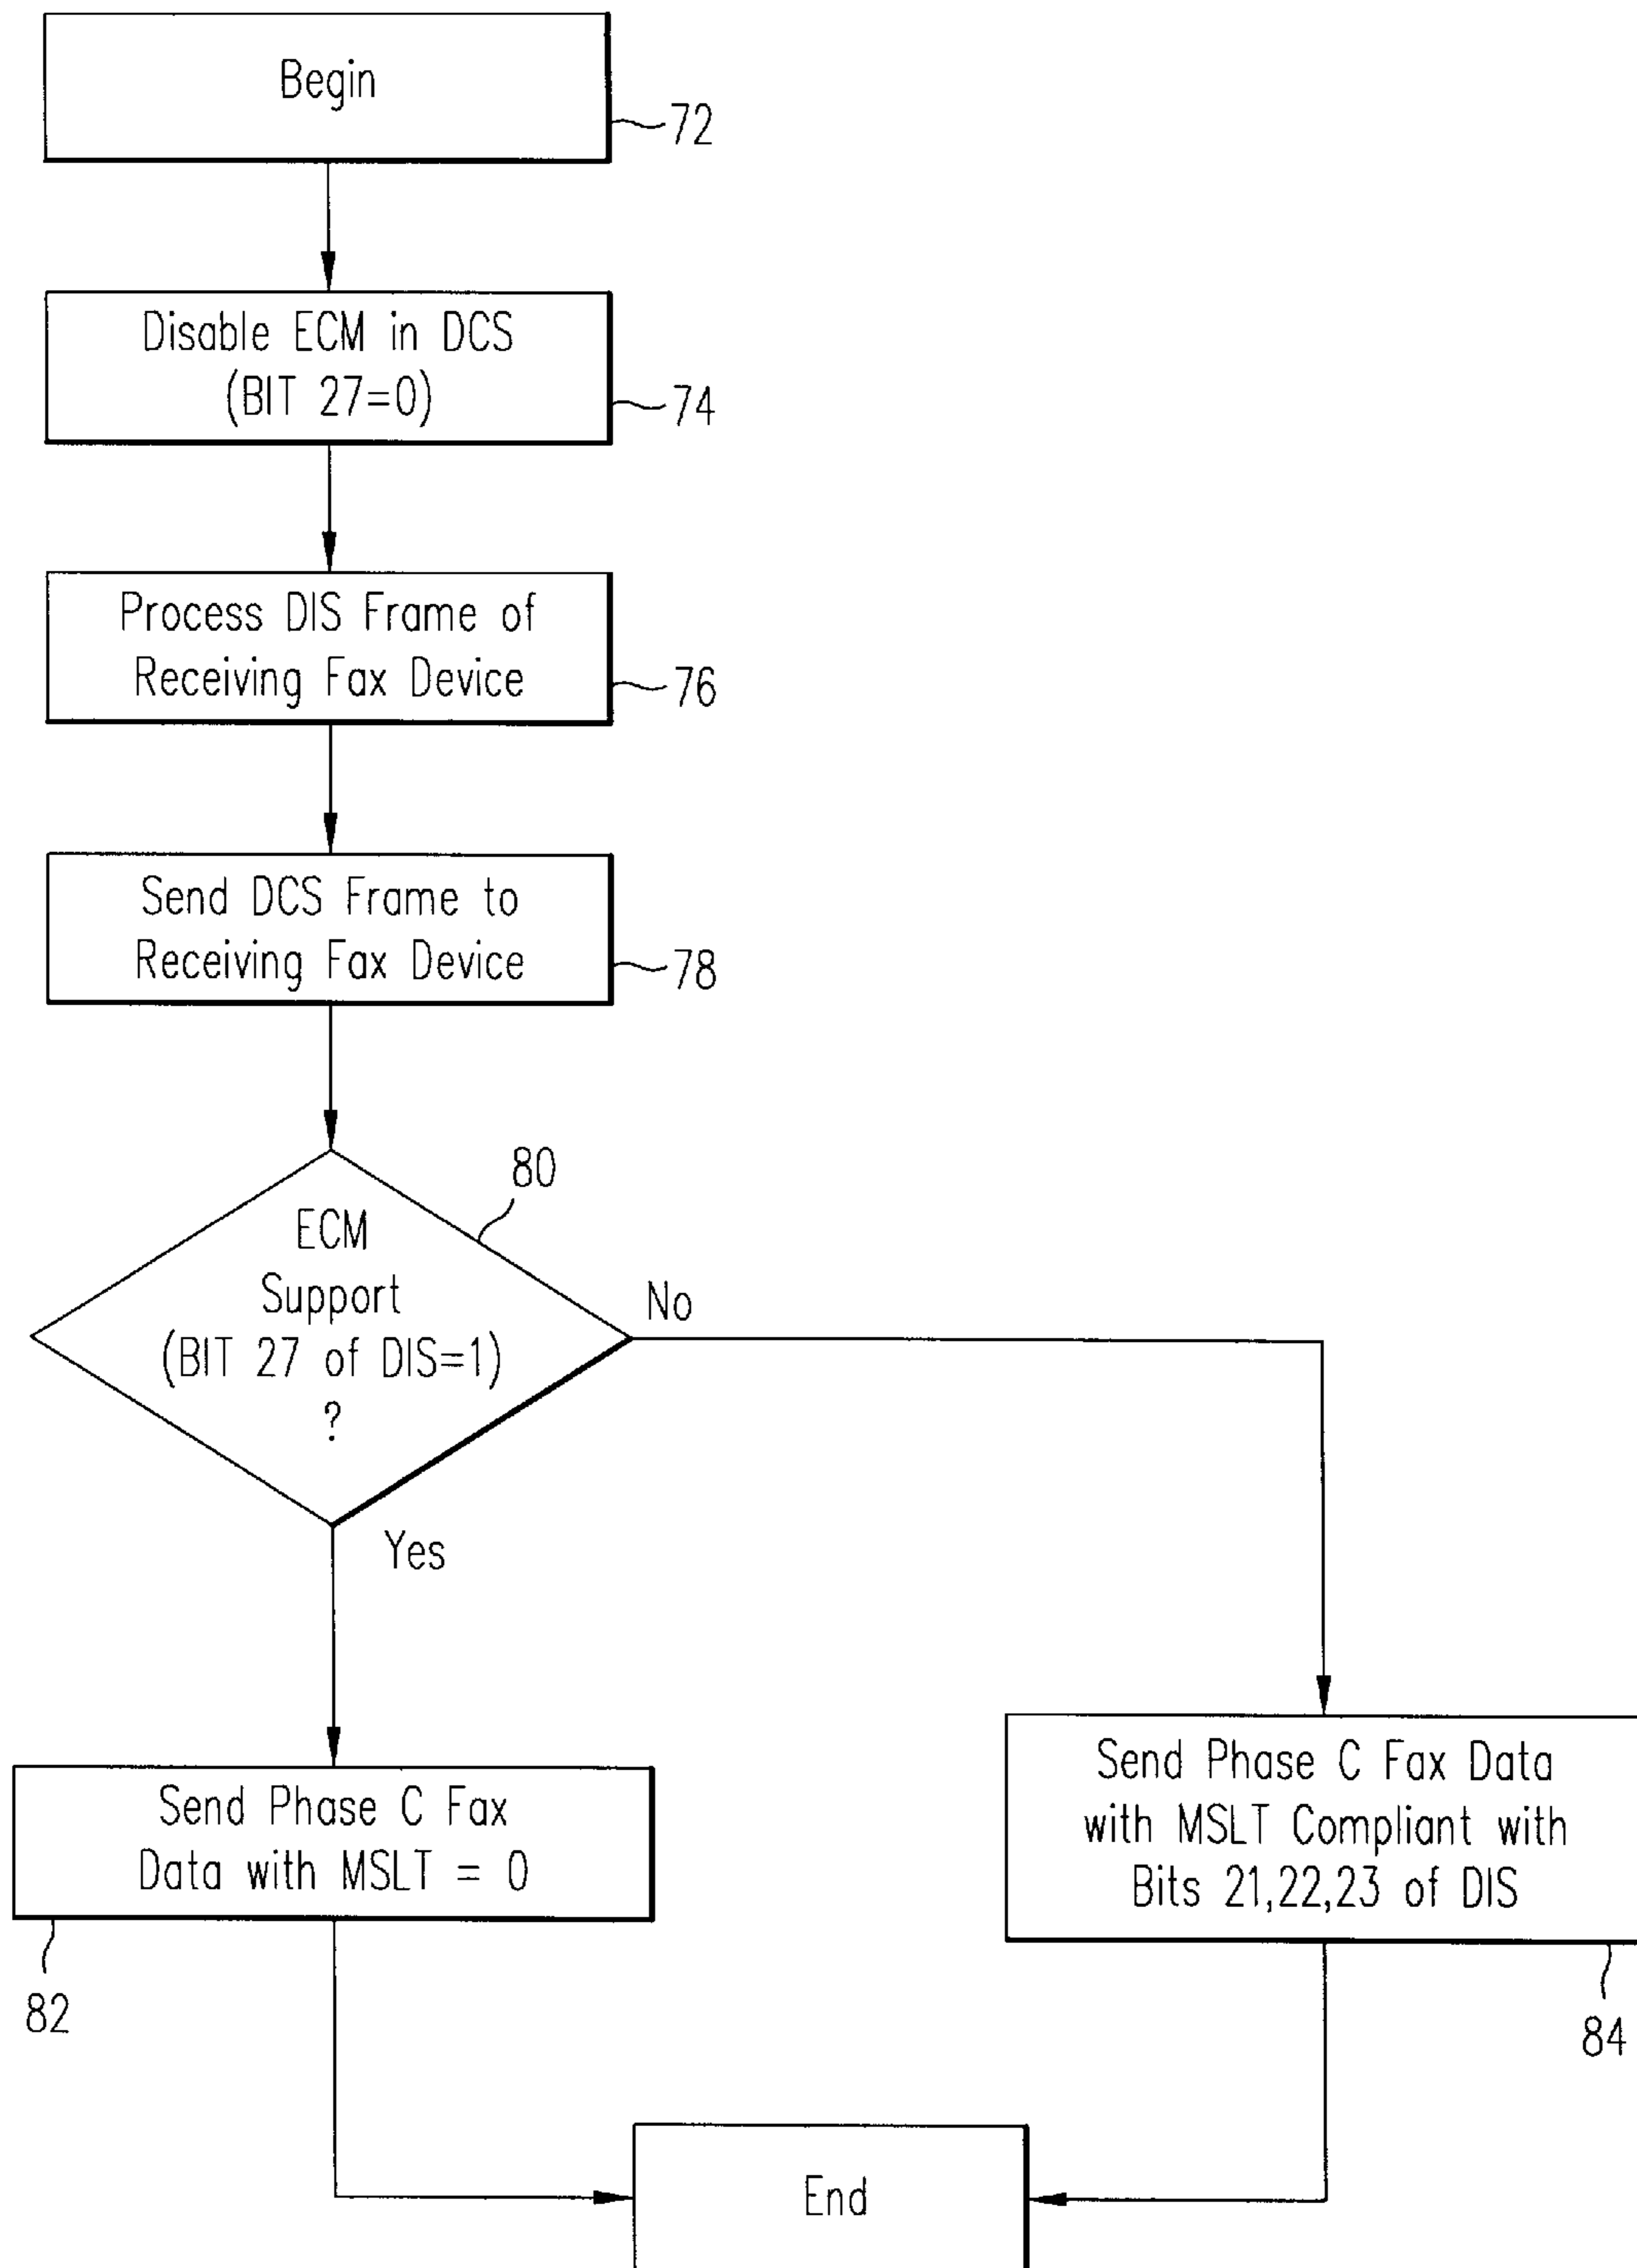 Begin
72
Disable ECM in DCS
(BIT 27=0)
74
Process DIS Frame of
Receiving Fax Device
76
Send DCS Frame to
Receiving Fax Device
78
80
ECM
Support
(BIT 27 of DIS=1)
?
No
Yes
Send Phase C Fax
Data with MSLT = 0
82
Send Phase C Fax Data
with MSLT Compliant with
Bits 21,22,23 of DIS
84
End